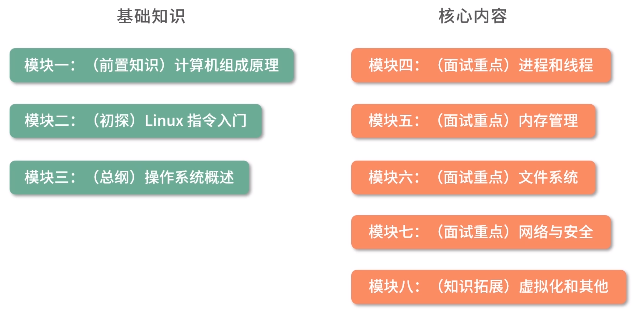 基础知识
模块一：（前置知识）计算机组成原理
模块二：（初探）Linux 指令入门
模块三：（总纲）操作系统概述
核心内容
模块四：（面试重点）进程和线程
模块五：（面试重点）内存管理
模块六：（面试重点）文件系统
模块七：（面试重点）网络与安全
模块八：（知识拓展）虚拟化和其他